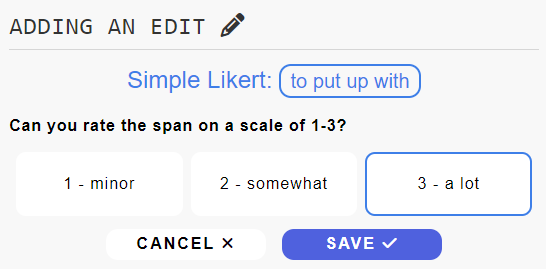 ADDING AN EDIT
Simple Likert: to put up with
Can you rate the span on a scale of 1-3?
1 - minor 2 - somewhat 3 - a lot
CANCEL × SAVE ✓